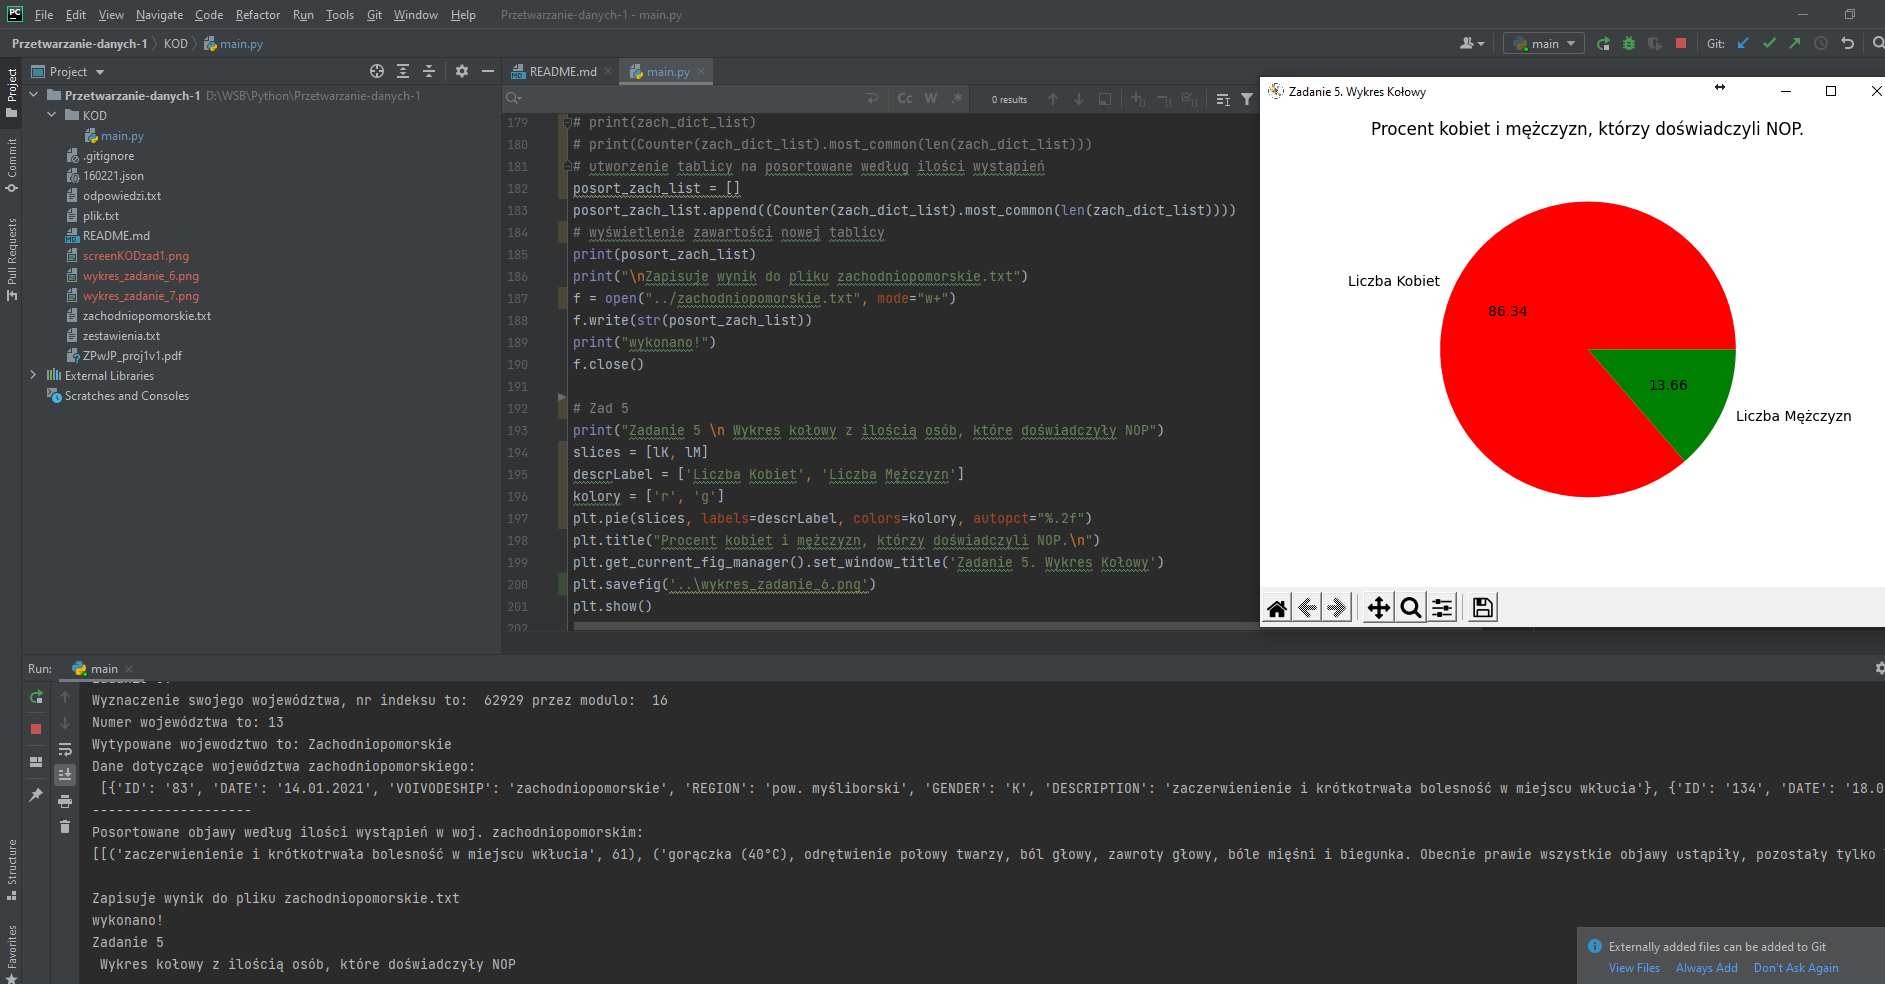 File Edit View Navigate Code Refactor Run Tools Git Window Help Przetwarzanie-danych-1 - main.py
Przetwarzanie-danych-1 KOD main.py
main
Git:
Project
Commit
Pull Requests
Structure
Favorites
Project
Przetwarzanie-danych-1 D:\WSB\Python\Przetwarzanie-danych-1
KOD
main.py
.gitignore
160221.json
odpowiedzi.txt
plik.txt
README.md
screenKODzad1.png
wykres_zadanie_6.png
wykres_zadanie_7.png
zachodniopomorskie.txt
zestawienia.txt
ZPwJP_proj1v1.pdf
External Libraries
Scratches and Consoles
README.md main.py
Cc W .* 0 results
179 # print(zach_dict_list)
180 # print(Counter(zach_dict_list).most_common(len(zach_dict_list)))
181 # utworzenie tablicy na posortowane według ilości wystąpień
182 posort_zach_list = []
183 posort_zach_list.append((Counter(zach_dict_list).most_common(len(zach_dict_list))))
184 # wyświetlenie zawartości nowej tablicy
185 print(posort_zach_list)
186 print("\nZapisuje wynik do pliku zachodniopomorskie.txt")
187 f = open("../zachodniopomorskie.txt", mode="w+")
188 f.write(str(posort_zach_list))
189 print("wykonano!")
190 f.close()
191
192 # Zad 5
193 print("Zadanie 5 \n Wykres kołowy z ilością osób, które doświadczyły NOP")
194 slices = [lK, lM]
195 descrLabel = ['Liczba Kobiet', 'Liczba Mężczyzn']
196 kolory = ['r', 'g']
197 plt.pie(slices, labels=descrLabel, colors=kolory, autopct="%.2f")
198 plt.title("Procent kobiet i mężczyzn, którzy doświadczyli NOP.\n")
199 plt.get_current_fig_manager().set_window_title('Zadanie 5. Wykres Kołowy')
200 plt.savefig('..\wykres_zadanie_6.png')
201 plt.show()
202
Zadanie 5. Wykres Kołowy
Procent kobiet i mężczyzn, którzy doświadczyli NOP.
Liczba Kobiet
86.34
13.66
Liczba Mężczyzn
Run: main
Wyznaczenie swojego województwa, nr indeksu to:  62929 przez modulo:  16
Numer województwa to: 13
Wytypowane wojewodztwo to: Zachodniopomorskie
Dane dotyczące województwa zachodniopomorskiego:
[{'ID': '83', 'DATE': '14.01.2021', 'VOIVODESHIP': 'zachodniopomorskie', 'REGION': 'pow. myśliborski', 'GENDER': 'K', 'DESCRIPTION': 'zaczerwienienie i krótkotrwała bolesność w miejscu wkłucia'}, {'ID': '134', 'DATE': '18.0
--------------------
Posortowane objawy według ilości wystąpień w woj. zachodniopomorskim:
[[('zaczerwienienie i krótkotrwała bolesność w miejscu wkłucia', 61), ('gorączka (40°C), odrętwienie połowy twarzy, ból głowy, zawroty głowy, bóle mięśni i biegunka. Obecnie prawie wszystkie objawy ustąpiły, pozostały tylko
Zapisuje wynik do pliku zachodniopomorskie.txt
wykonano!
Zadanie 5
Wykres kołowy z ilością osób, które doświadczyły NOP
Externally added files can be added to Git
View Files Always Add Don't Ask Again